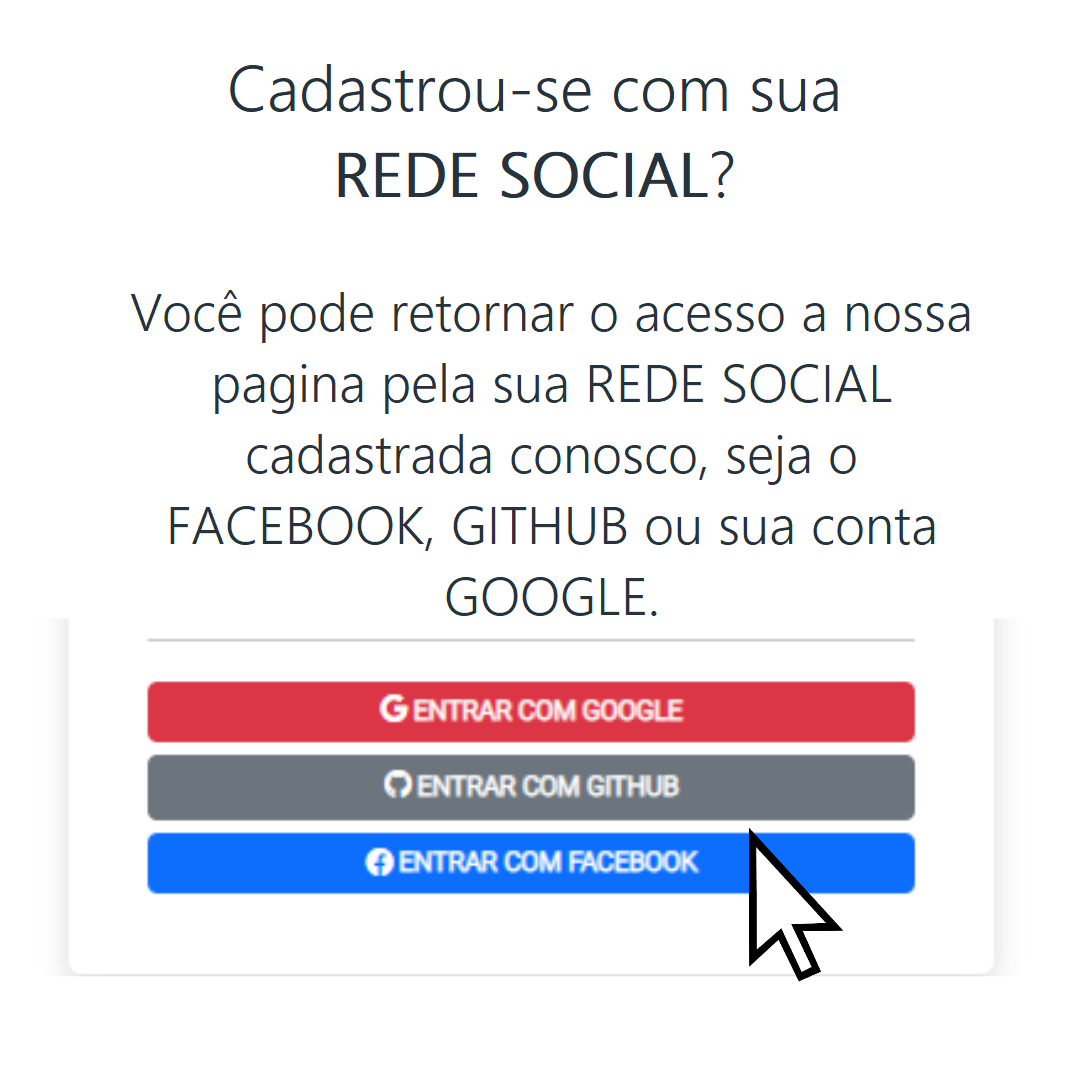 Cadastrou-se com sua
REDE SOCIAL?
Você pode retornar o acesso a nossa
pagina pela sua REDE SOCIAL
cadastrada conosco, seja o
FACEBOOK, GITHUB ou sua conta
GOOGLE.
ENTRAR COM GOOGLE
ENTRAR COM GITHUB
ENTRAR COM FACEBOOK